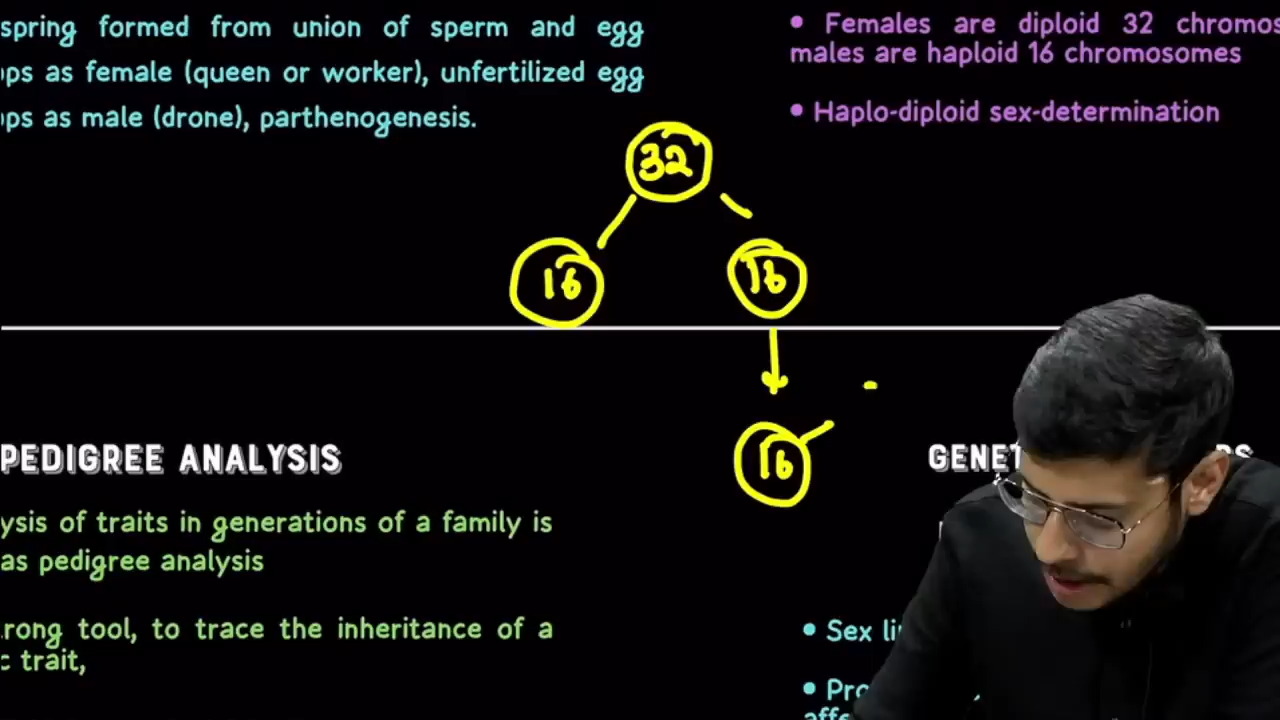 spring formed from union of sperm and egg
ops as female (queen or worker), unfertilized egg
ops as male (drone), parthenogenesis.
• Females are diploid 32 chromos
males are haploid 16 chromosomes
• Haplo-diploid sex-determination
32
16 16
16
PEDIGREE ANALYSIS
ysis of traits in generations of a family is
as pedigree analysis
rong tool, to trace the inheritance of a
c trait,
GENET
• Sex li
• Pro
affe